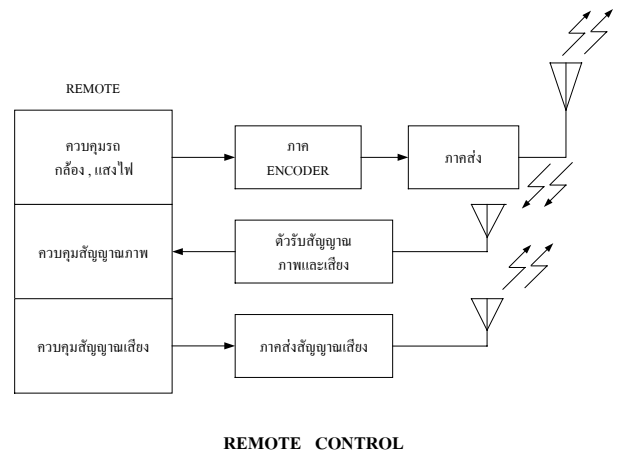 REMOTE
ควบคุมรถ
กล้อง , แสงไฟ
ภาค
ENCODER
ภาคส่ง
ควบคุมสัญญาณภาพ
ตัวรับสัญญาณ
ภาพและเสียง
ควบคุมสัญญาณเสียง
ภาคส่งสัญญาณเสียง
REMOTE CONTROL